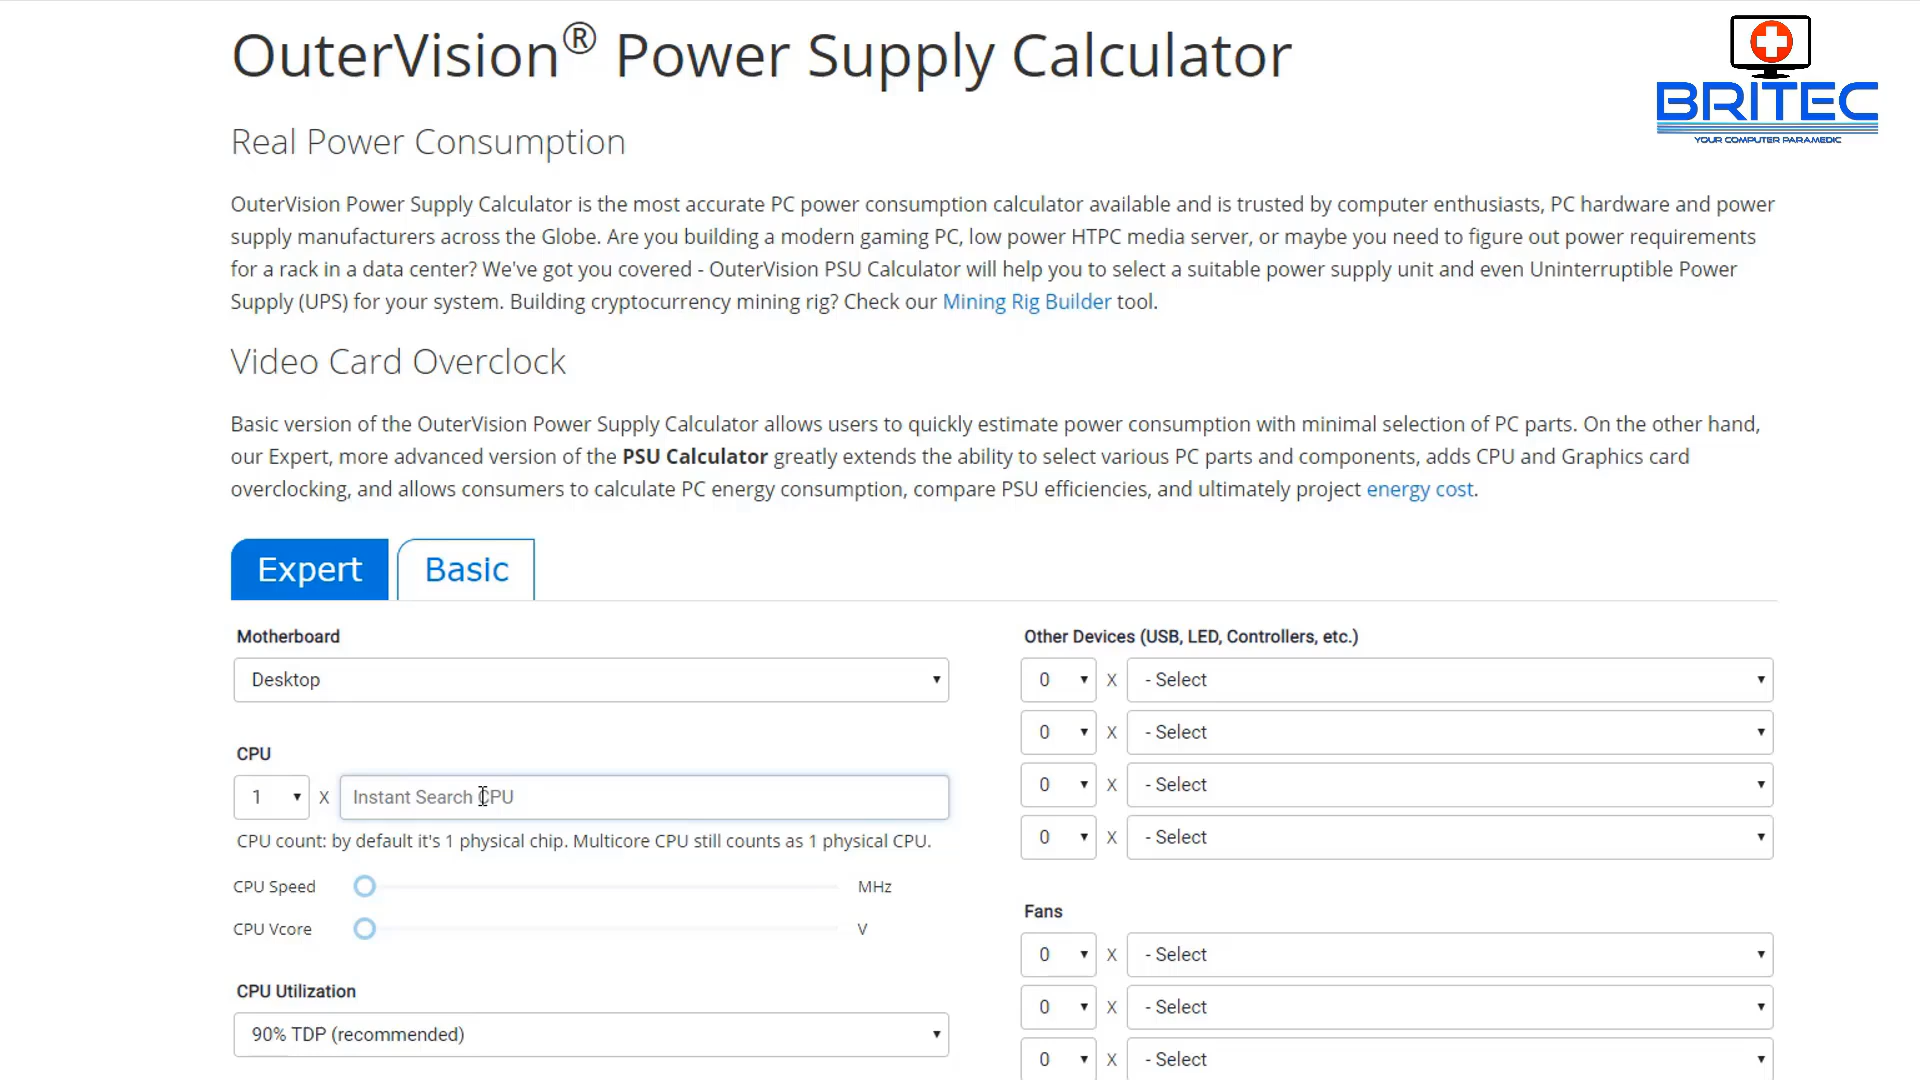 OuterVision® Power Supply Calculator
BRITEC
YOUR COMPUTER PARAMEDIC
Real Power Consumption
OuterVision Power Supply Calculator is the most accurate PC power consumption calculator available and is trusted by computer enthusiasts, PC hardware and power
supply manufacturers across the Globe. Are you building a modern gaming PC, low power HTPC media server, or maybe you need to figure out power requirements
for a rack in a data center? We've got you covered - OuterVision PSU Calculator will help you to select a suitable power supply unit and even Uninterruptible Power
Supply (UPS) for your system. Building cryptocurrency mining rig? Check our Mining Rig Builder tool.
Video Card Overclock
Basic version of the OuterVision Power Supply Calculator allows users to quickly estimate power consumption with minimal selection of PC parts. On the other hand,
our Expert, more advanced version of the PSU Calculator greatly extends the ability to select various PC parts and components, adds CPU and Graphics card
overclocking, and allows consumers to calculate PC energy consumption, compare PSU efficiencies, and ultimately project energy cost.
Expert Basic
Motherboard
Desktop
CPU
1 X Instant Search CPU
CPU count: by default it's 1 physical chip. Multicore CPU still counts as 1 physical CPU.
CPU Speed MHz
CPU Vcore V
CPU Utilization
90% TDP (recommended)
Other Devices (USB, LED, Controllers, etc.)
0 X - Select
0 X - Select
0 X - Select
0 X - Select
Fans
0 X - Select
0 X - Select
0 X - Select